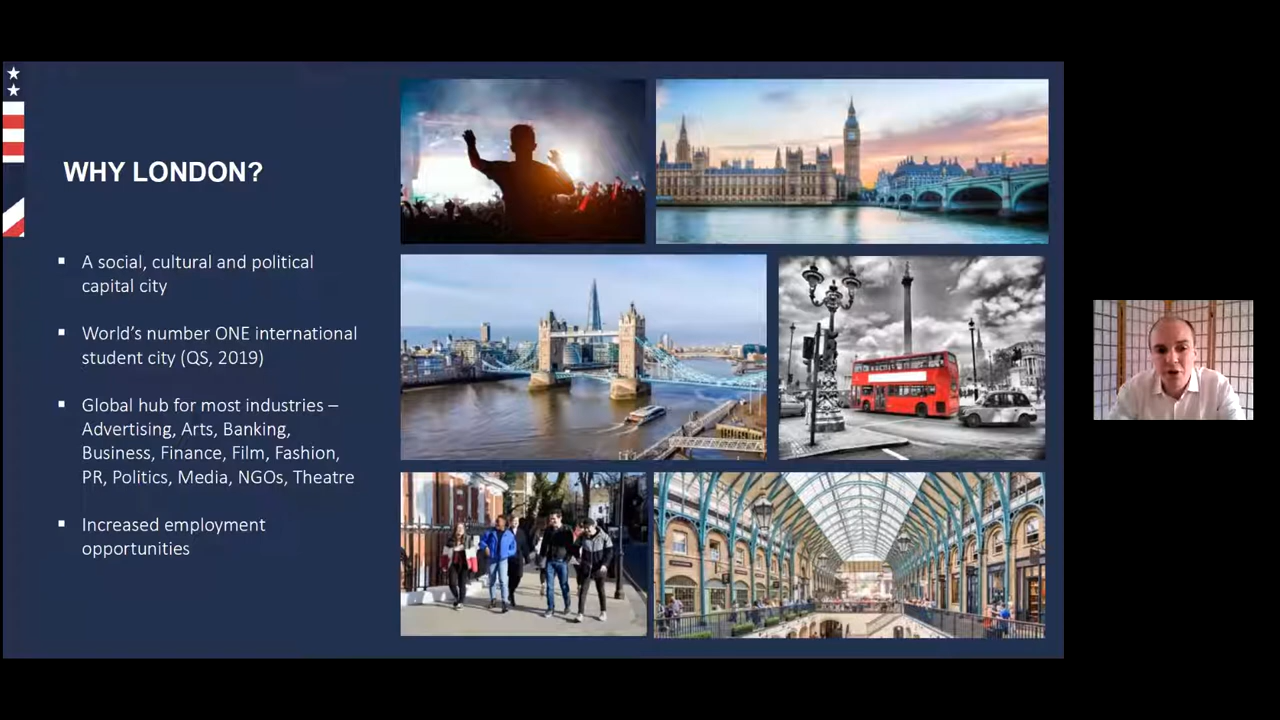 WHY LONDON?
▪ A social, cultural and political
capital city
▪ World’s number ONE international
student city (QS, 2019)
▪ Global hub for most industries –
Advertising, Arts, Banking,
Business, Finance, Film, Fashion,
PR, Politics, Media, NGOs, Theatre
▪ Increased employment
opportunities